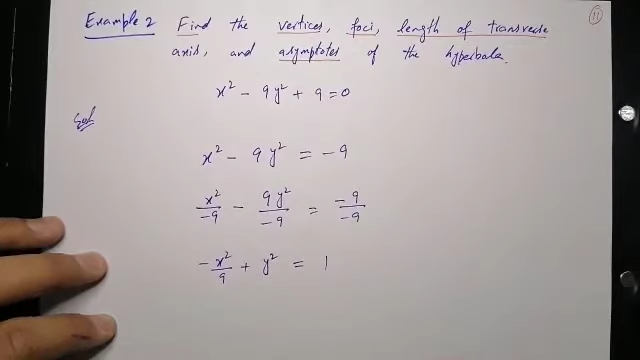 Example 2 Find the vertices, foci, length of transverse
axis, and asymptotes of the hyperbola.
11
x² - 9y² + 9 = 0
Sol
x² - 9y² = -9
x²/-9 - 9y²/-9 = -9/-9
-x²/9 + y² = 1